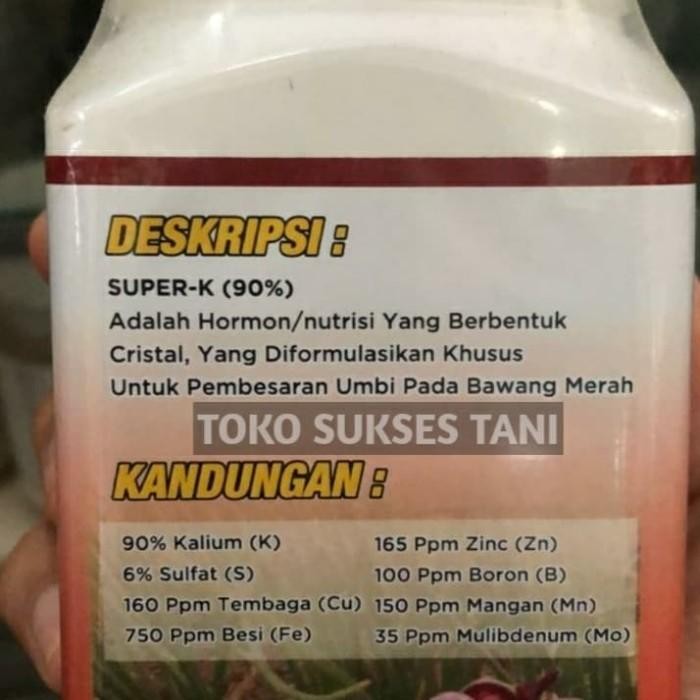 DESKRIPSI :
SUPER-K (90%)
Adalah Hormon/nutrisi Yang Berbentuk
Cristal, Yang Diformulasikan Khusus
Untuk Pembesaran Umbi Pada Bawang Merah
TOKO SUKSES TANI
KANDUNGAN :
90% Kalium (K)
6% Sulfat (S)
160 Ppm Tembaga (Cu)
750 Ppm Besi (Fe)
165 Ppm Zinc (Zn)
100 Ppm Boron (B)
150 Ppm Mangan (Mn)
35 Ppm Mulibdenum (Mo)